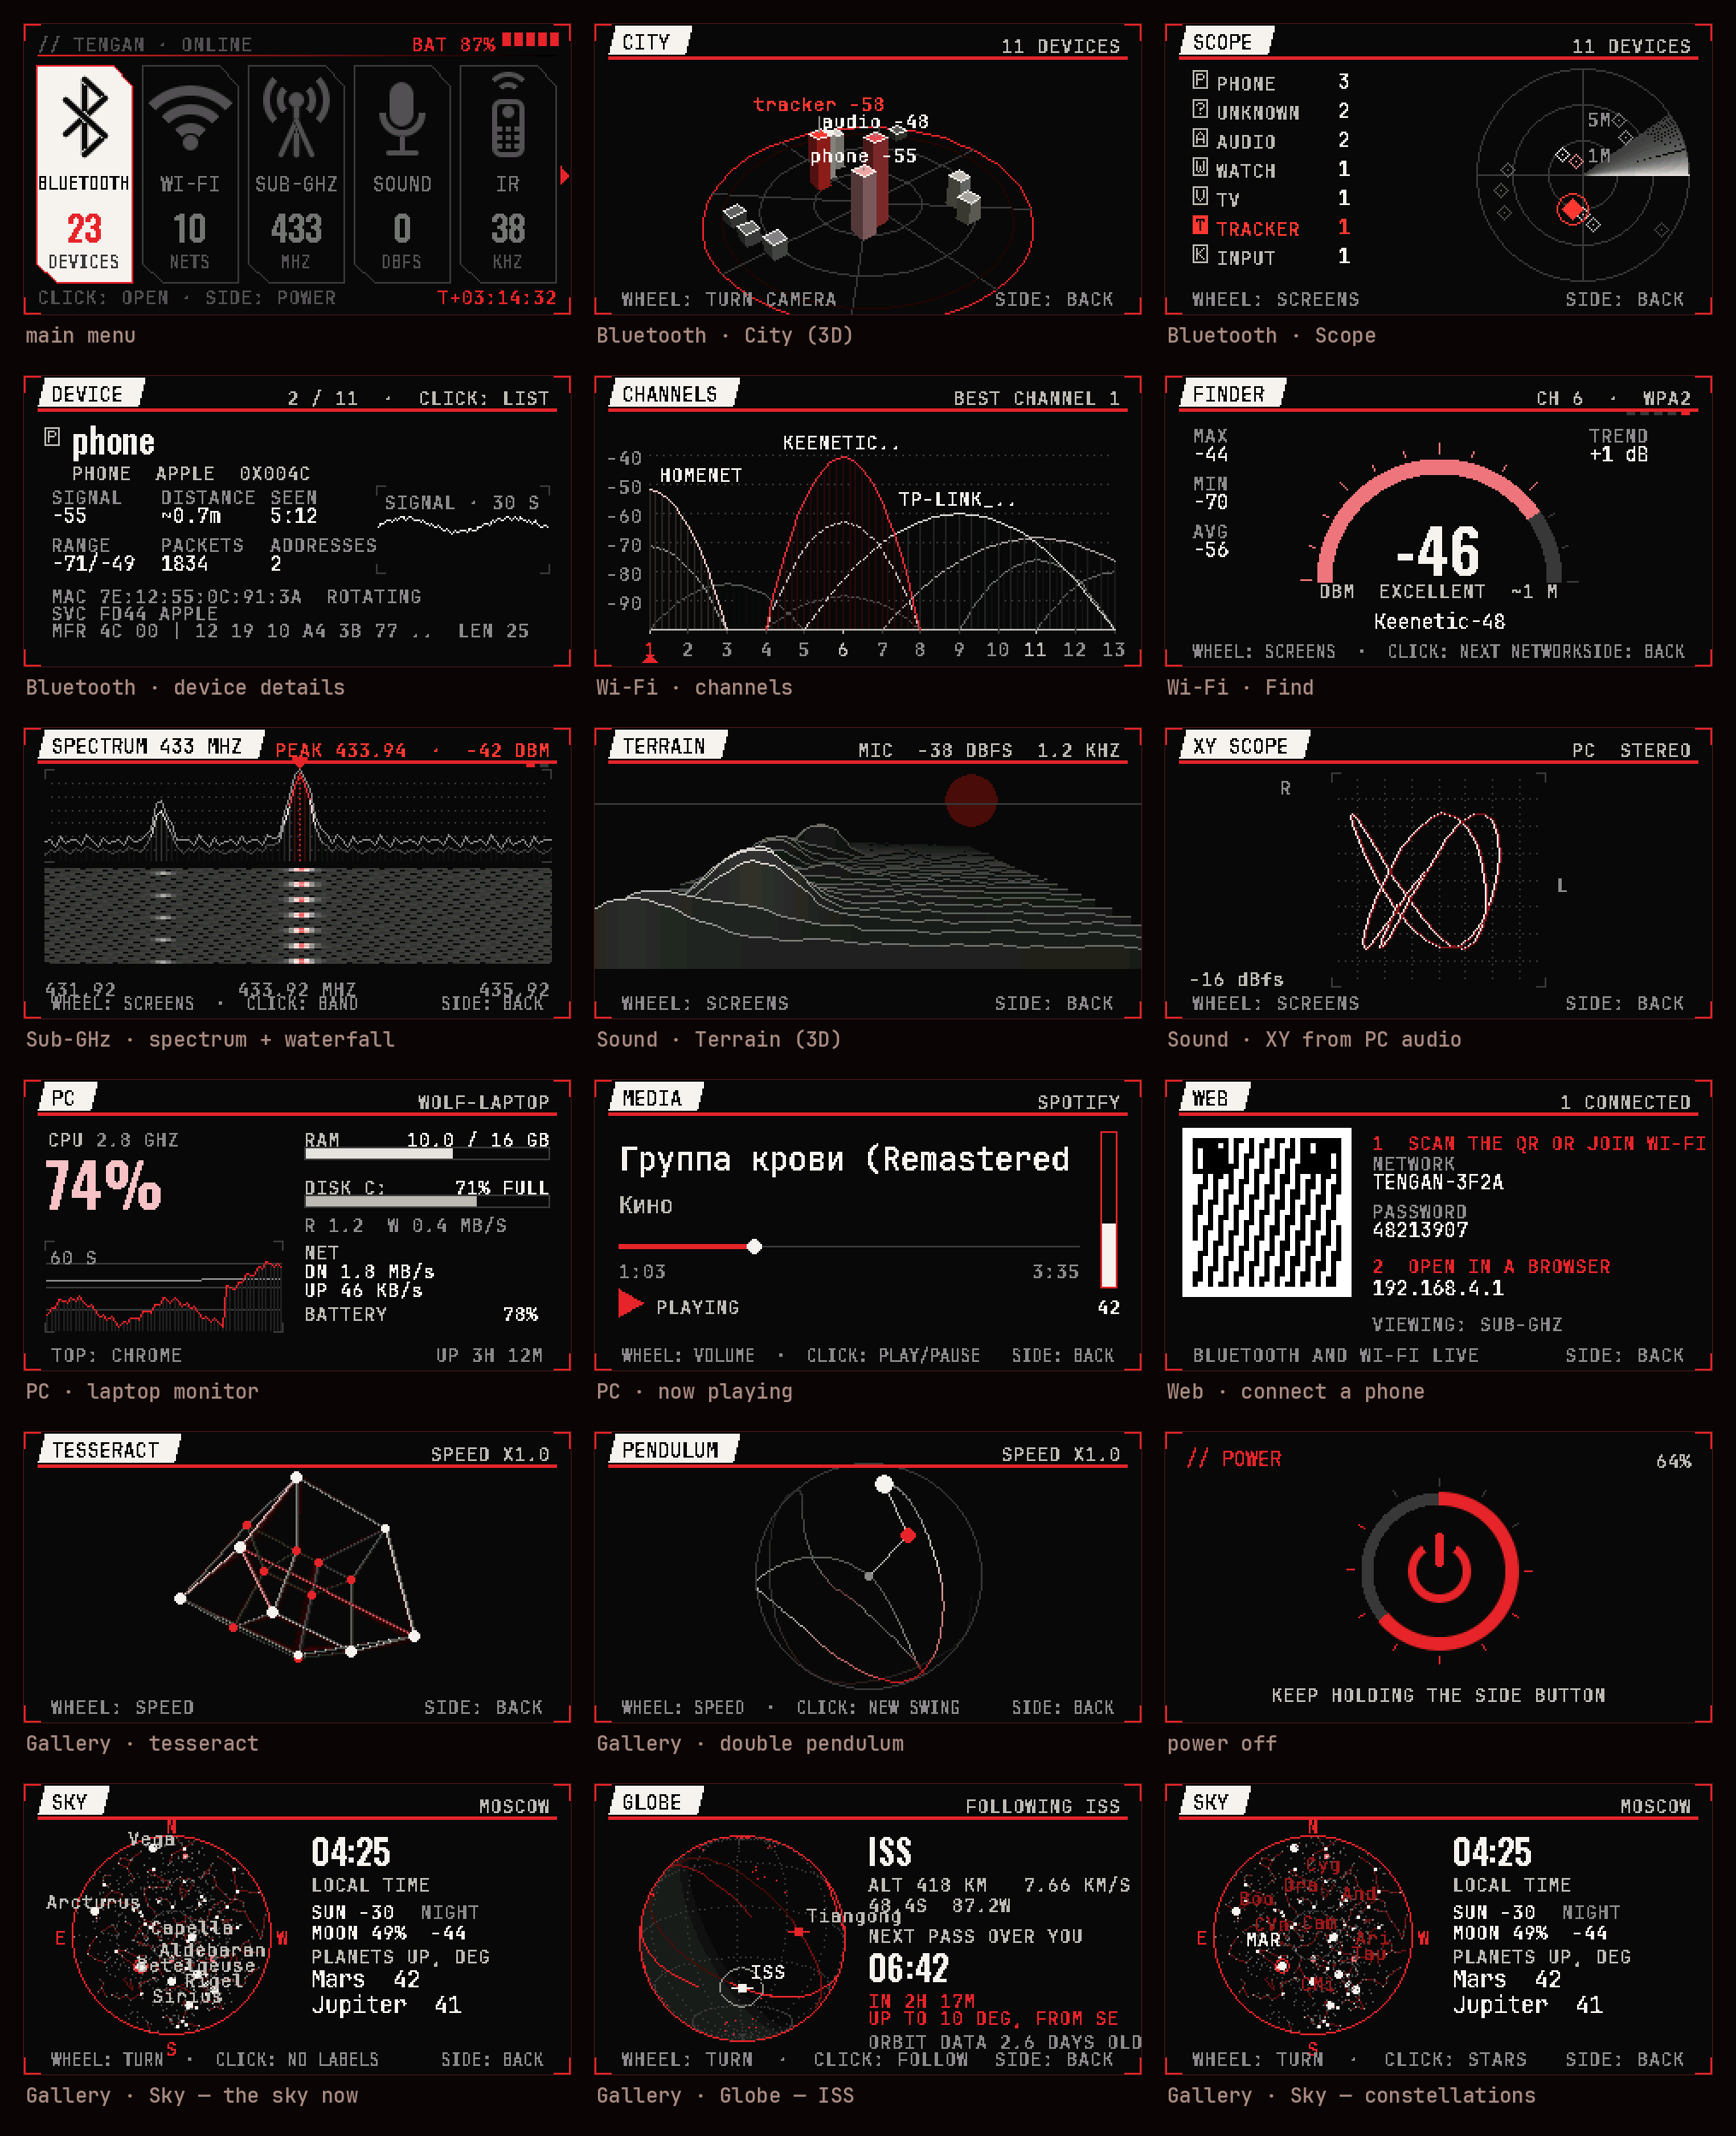 // TENGAN · ONLINE
BAT 87%
BLUETOOTH
23
DEVICES
WI-FI
10
NETS
SUB-GHZ
433
MHZ
SOUND
0
DBFS
IR
38
KHZ
CLICK: OPEN · SIDE: POWER
T+03:14:32
main menu
CITY
11 DEVICES
tracker -58
audio -48
phone -55
WHEEL: TURN CAMERA
SIDE: BACK
Bluetooth · City (3D)
SCOPE
11 DEVICES
P PHONE 3
? UNKNOWN 2
A AUDIO 2
W WATCH 1
V TV 1
T TRACKER 1
K INPUT 1
5M
1M
WHEEL: SCREENS
SIDE: BACK
Bluetooth · Scope
DEVICE
2 / 11 · CLICK: LIST
P phone
PHONE APPLE 0X004C
SIGNAL DISTANCE SEEN
-55 ~0.7m 5:12
RANGE PACKETS ADDRESSES
-71/-49 1834 2
SIGNAL · 30 S
MAC 7E:12:55:0C:91:3A ROTATING
SVC FD44 APPLE
MFR 4C 00 | 12 19 10 A4 3B 77 .. LEN 25
Bluetooth · device details
CHANNELS
BEST CHANNEL 1
KEENETIC..
HOMENET
TP-LINK_..
-40
-50
-60
-70
-80
-90
1 2 3 4 5 6 7 8 9 10 11 12 13
Wi-Fi · channels
FINDER
CH 6 · WPA2
MAX
-44
MIN
-70
AVG
-56
TREND
+1 dB
-46
DBM EXCELLENT ~1 M
Keenetic-48
WHEEL: SCREENS · CLICK: NEXT NETWORK
SIDE: BACK
Wi-Fi · Find
SPECTRUM 433 MHZ
PEAK 433.94 · -42 DBM
431.92 433.92 MHZ 435.92
WHEEL: SCREENS · CLICK: BAND
SIDE: BACK
Sub-GHz · spectrum + waterfall
TERRAIN
MIC -38 DBFS 1.2 KHZ
WHEEL: SCREENS
SIDE: BACK
Sound · Terrain (3D)
XY SCOPE
PC STEREO
R
L
-16 dBfs
WHEEL: SCREENS
SIDE: BACK
Sound · XY from PC audio
PC
WOLF-LAPTOP
CPU 2.8 GHZ
74%
60 S
RAM 10.0 / 16 GB
DISK C: 71% FULL
R 1.2 W 0.4 MB/S
NET
DN 1.8 MB/s
UP 46 KB/s
BATTERY 78%
TOP: CHROME
UP 3H 12M
PC · laptop monitor
MEDIA
SPOTIFY
Группа крови (Remastered
Кино
1:03
3:35
PLAYING
42
WHEEL: VOLUME · CLICK: PLAY/PAUSE
SIDE: BACK
PC · now playing
WEB
1 CONNECTED
1 SCAN THE QR OR JOIN WI-FI
NETWORK
TENGAN-3F2A
PASSWORD
48213907
2 OPEN IN A BROWSER
192.168.4.1
VIEWING: SUB-GHZ
BLUETOOTH AND WI-FI LIVE
SIDE: BACK
Web · connect a phone
TESSERACT
SPEED X1.0
WHEEL: SPEED
SIDE: BACK
Gallery · tesseract
PENDULUM
SPEED X1.0
WHEEL: SPEED · CLICK: NEW SWING
SIDE: BACK
Gallery · double pendulum
// POWER
64%
KEEP HOLDING THE SIDE BUTTON
power off
SKY
MOSCOW
N
Vega
Arcturus
Capella
E
W
Aldebaran
Betelgeuse
Rigel
Sirius
S
04:25
LOCAL TIME
SUN -30 NIGHT
MOON 49% -44
PLANETS UP, DEG
Mars 42
Jupiter 41
WHEEL: TURN · CLICK: NO LABELS
SIDE: BACK
Gallery · Sky — the sky now
GLOBE
FOLLOWING ISS
Tiangong
ISS
ISS
ALT 418 KM 7.66 KM/S
48.4S 87.2W
NEXT PASS OVER YOU
06:42
IN 2H 17M
UP TO 10 DEG, FROM SE
ORBIT DATA 2.6 DAYS OLD
WHEEL: TURN · CLICK: FOLLOW
SIDE: BACK
Gallery · Globe — ISS
SKY
MOSCOW
N
Cyg
Dra
Boo
And
CVn
Cam
E
MAR
Ari
W
Tau
S
04:25
LOCAL TIME
SUN -30 NIGHT
MOON 49% -44
PLANETS UP, DEG
Mars 42
Jupiter 41
WHEEL: TURN · CLICK: STARS
SIDE: BACK
Gallery · Sky — constellations